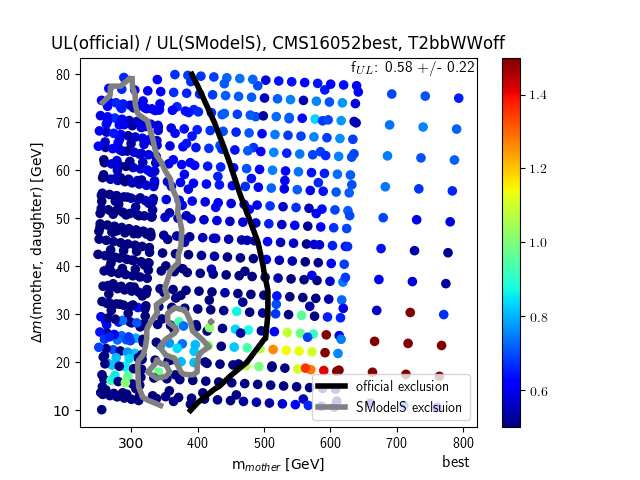 UL(official) / UL(SModelS), CMS16052best, T2bbWWoff
f_{UL}: 0.58 +/- 0.22
80
70
60
50
40
30
20
10
Δm(mother, daughter) [GeV]
300 400 500 600 700 800
m_{mother} [GeV]
best
official exclusion
SModelS exclusion
1.4
1.2
1.0
0.8
0.6